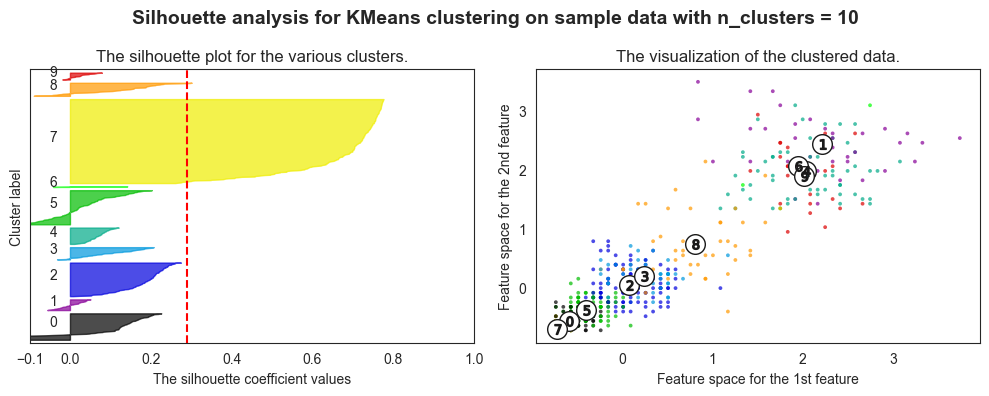 Silhouette analysis for KMeans clustering on sample data with n_clusters = 10
The silhouette plot for the various clusters.
Cluster label
9
8
7
6
5
4
3
2
1
0
−0.1 0.0 0.2 0.4 0.6 0.8 1.0
The silhouette coefficient values
The visualization of the clustered data.
Feature space for the 2nd feature
3
2
1
0
1
6
4
9
8
3
2
5
0
7
0 1 2 3
Feature space for the 1st feature